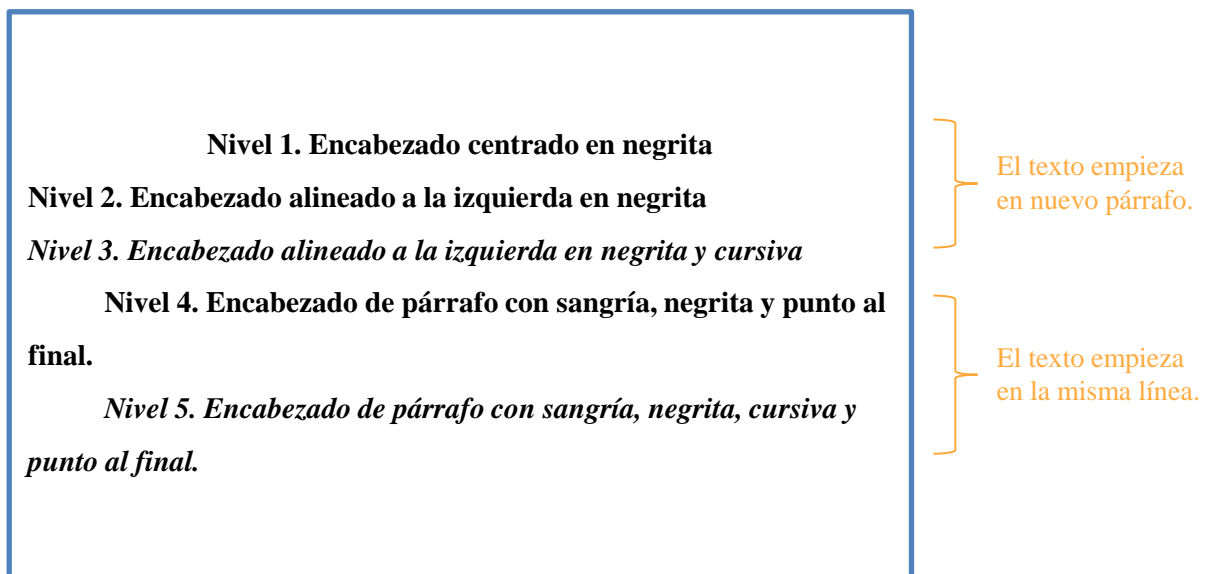 Nivel 1. Encabezado centrado en negrita
Nivel 2. Encabezado alineado a la izquierda en negrita
Nivel 3. Encabezado alineado a la izquierda en negrita y cursiva
Nivel 4. Encabezado de párrafo con sangría, negrita y punto al
final.
Nivel 5. Encabezado de párrafo con sangría, negrita, cursiva y
punto al final.
El texto empieza
en nuevo párrafo.
El texto empieza
en la misma línea.